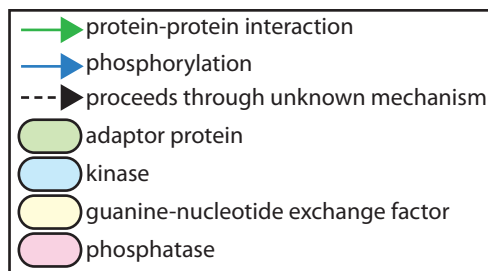 protein-protein interaction
phosphorylation
proceeds through unknown mechanism
adaptor protein
kinase
guanine-nucleotide exchange factor
phosphatase